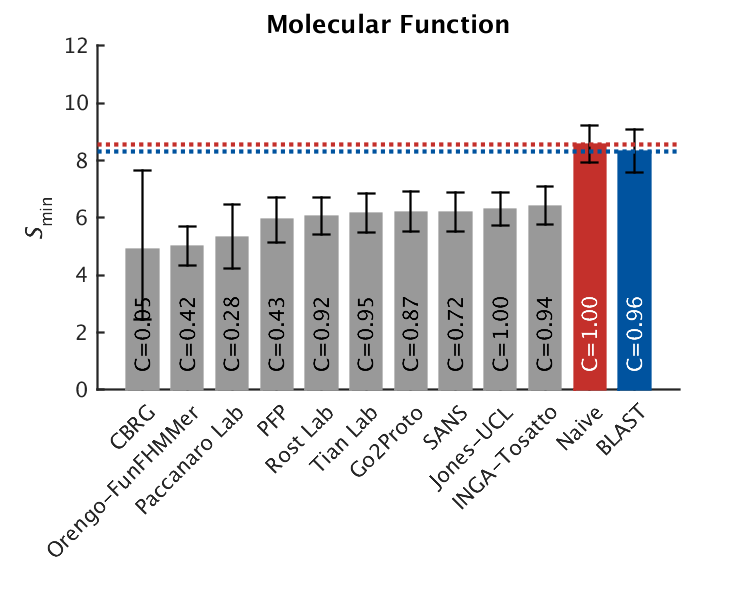 Molecular Function
12
10
8
6
4
2
0
Smin
C=0.05
C=0.42
C=0.28
C=0.43
C=0.92
C=0.95
C=0.87
C=0.72
C=1.00
C=0.94
C=1.00
C=0.96
CBRG
Orengo-FunFHMMer
Paccanaro Lab
PFP
Rost Lab
Tian Lab
Go2Proto
SANS
Jones-UCL
INGA-Tosatto
Naive
BLAST